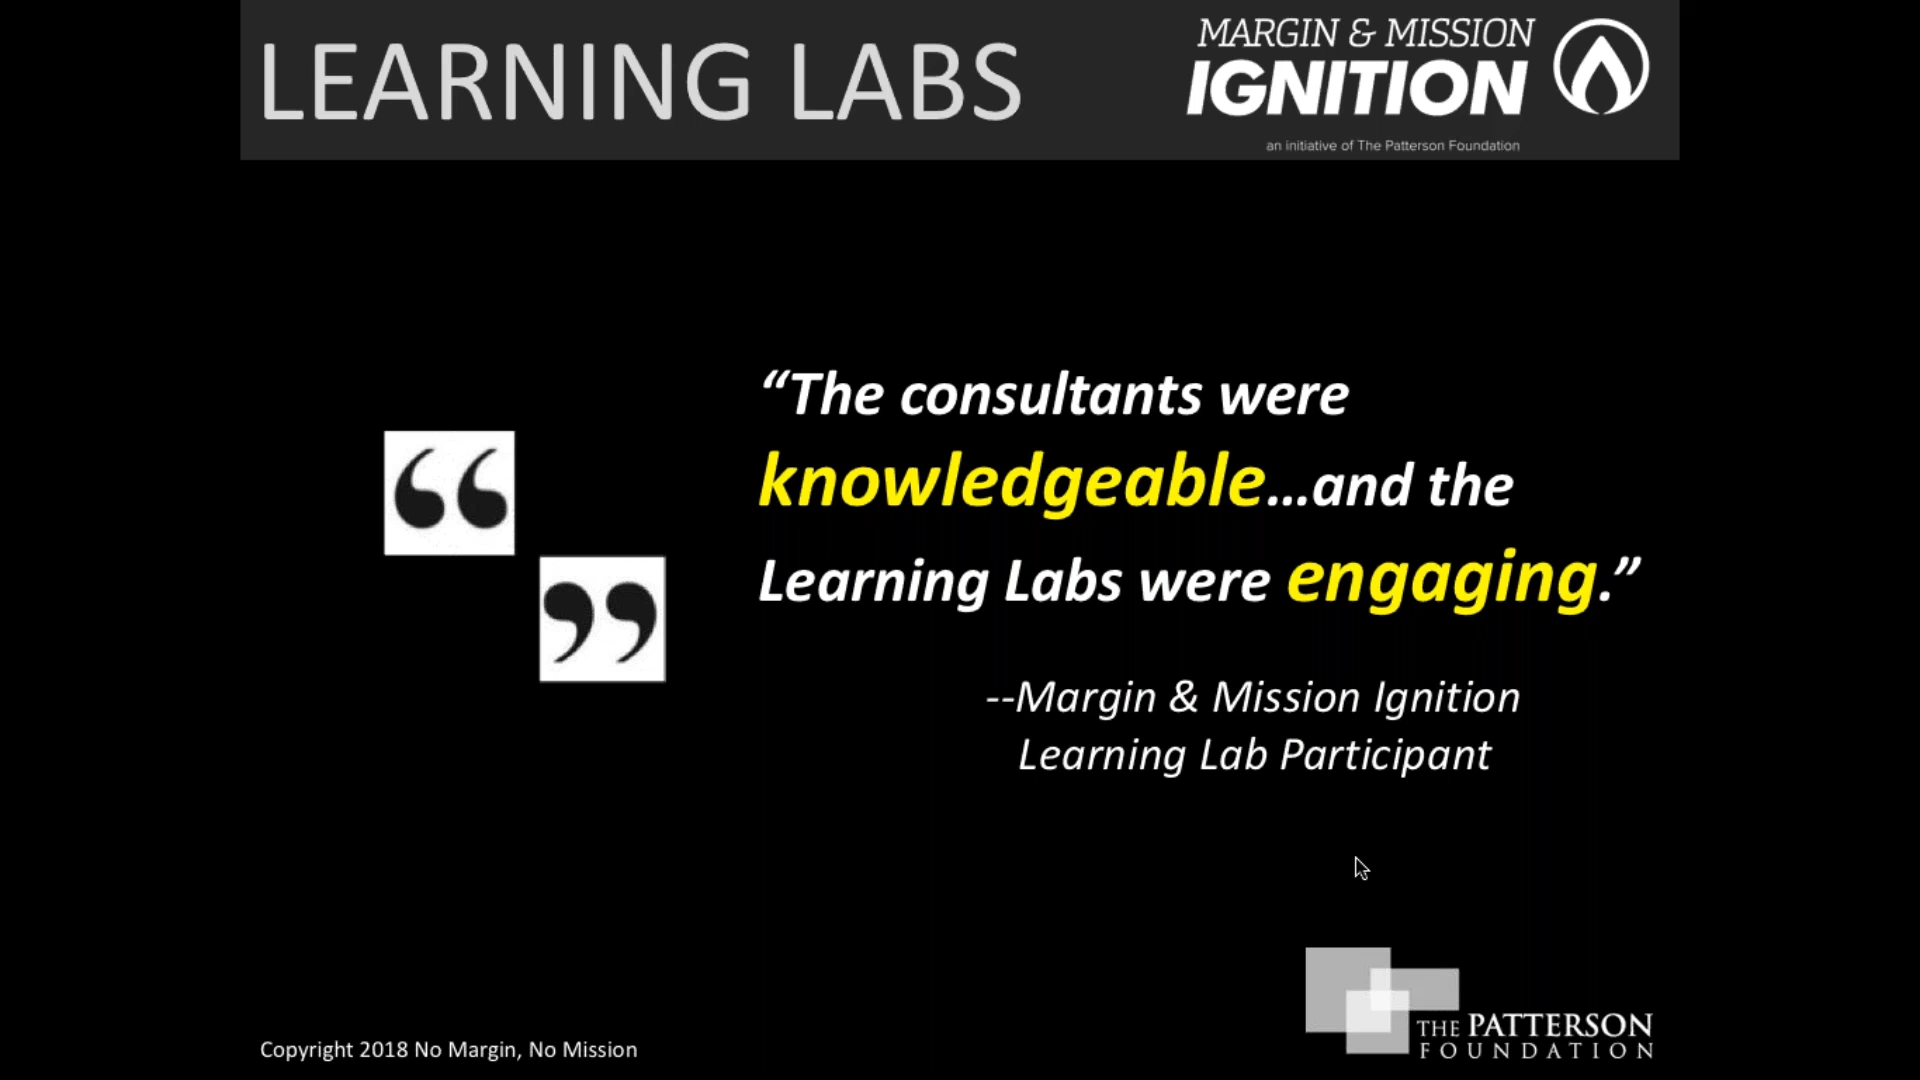 LEARNING LABS
MARGIN & MISSION
IGNITION
an initiative of The Patterson Foundation
“The consultants were
knowledgeable...and the
Learning Labs were engaging.”
--Margin & Mission Ignition
Learning Lab Participant
THE PATTERSON
FOUNDATION
Copyright 2018 No Margin, No Mission